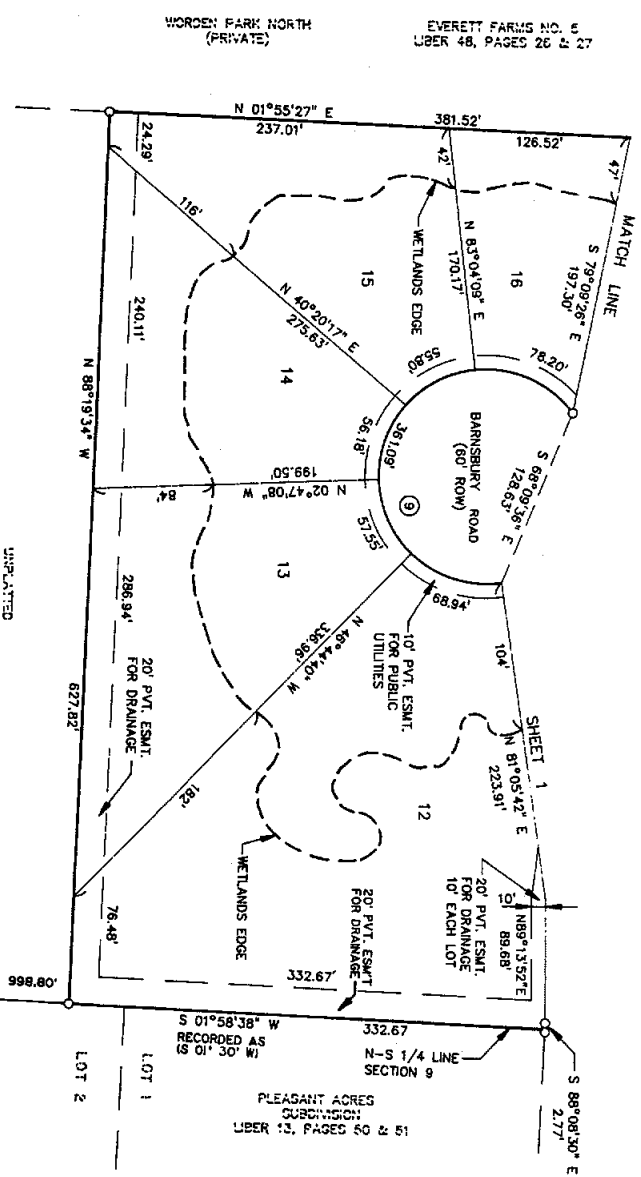 WORDEN PARK NORTH
(PRIVATE)
EVERETT FARMS NO. 5
LIBER 48, PAGES 26 & 27
N 01°55'27" E
237.01'
381.52'
126.52'
24.29'
42'
47'
MATCH LINE
S 79°09'26" E
197.30'
116'
WETLANDS EDGE
N 83°04'09" E
170.17'
16
15
N 40°20'17" E
275.63'
240.11'
55.80'
78.20'
14
56.18'
361.09'
BARNSBURY ROAD
(60' ROW)
S 68°09'36" E
128.63'
9
N 88°19'34" W
199.50'
N 02°47'08" W
84'
57.55'
13
68.94'
10' PVT. ESMT.
FOR PUBLIC
UTILITIES
104'
SHEET 1
N 81°05'42" E
223.91'
UNPLATTED
286.94'
N 46°44'40" W
336.96'
20' PVT. ESMT.
FOR DRAINAGE
627.82'
182'
12
WETLANDS EDGE
20' PVT. ESMT.
FOR DRAINAGE
10' EACH LOT
10'
N89°13'52"E
89.68'
76.48'
20' PVT. ESM'T
FOR DRAINAGE
332.67'
998.80'
S 01°58'38" W
332.67
RECORDED AS
(S 01° 30' W)
N-S 1/4 LINE
SECTION 9
S 88°08'30" E
2.77'
LOT 2
LOT 1
PLEASANT ACRES
SUBDIVISION
LIBER 13, PAGES 50 & 51